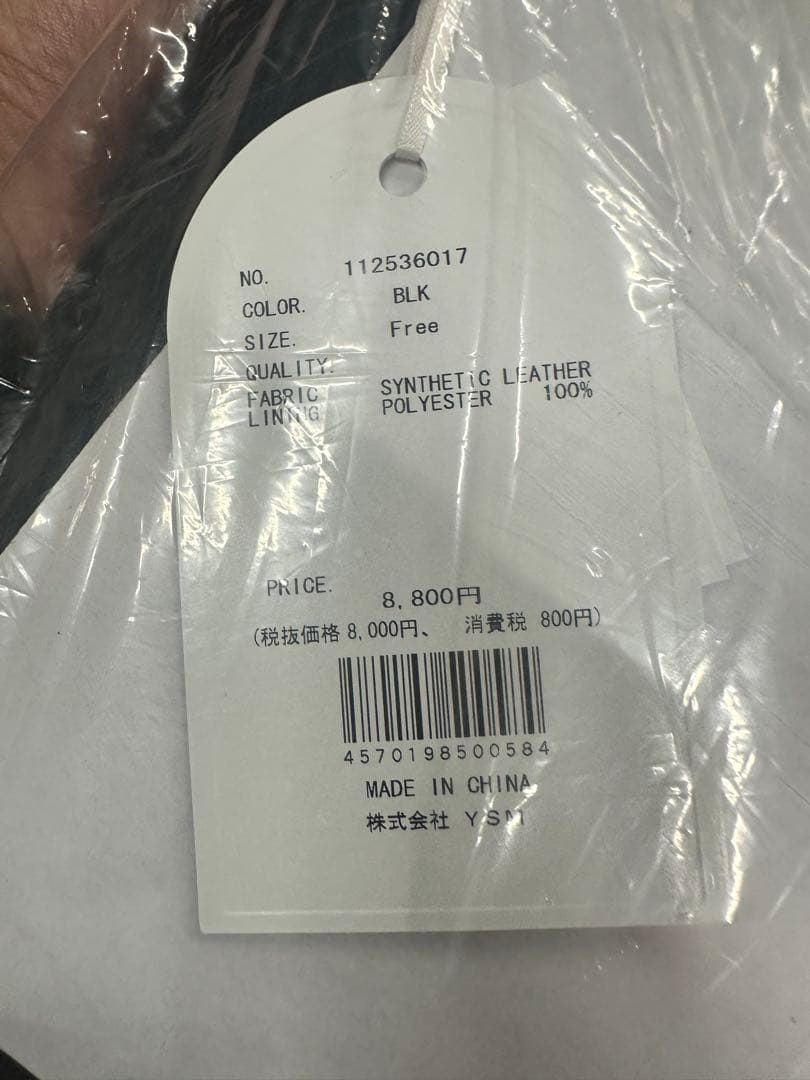 NO. 112536017
COLOR. BLK
SIZE. Free
QUALITY.
FABRIC SYNTHETIC LEATHER
LINING POLYESTER 100%
PRICE. 8,800円
(税抜価格 8,000円、 消費税 800円)
4570198500584
MADE IN CHINA
株式会社 YSM